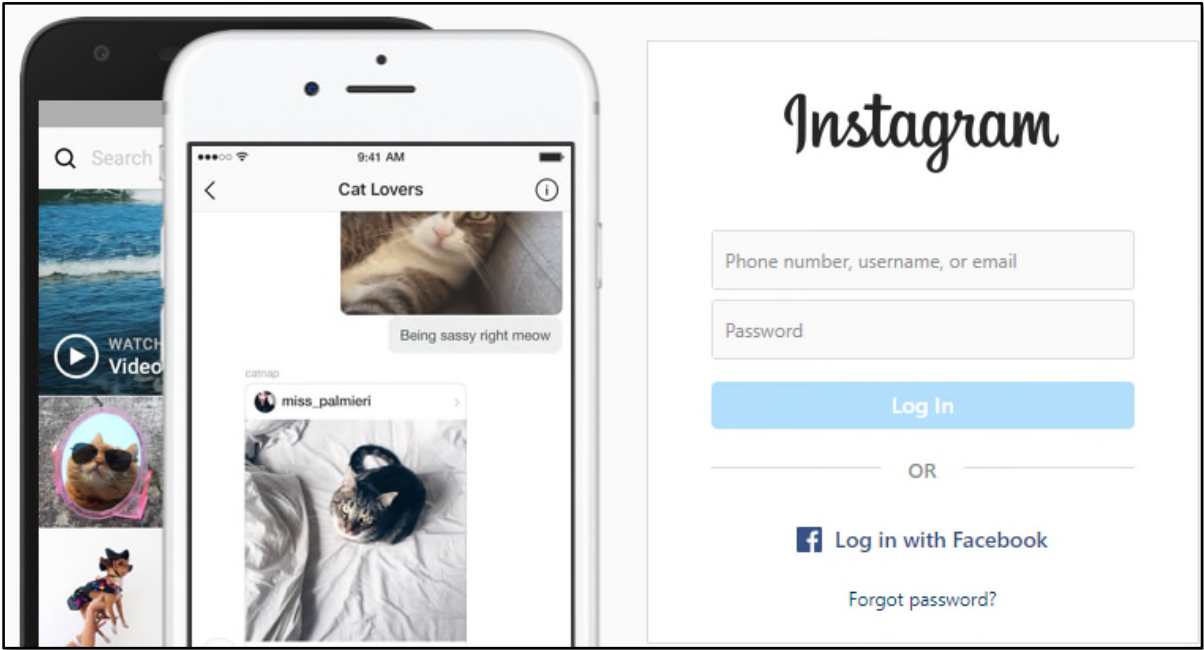 Search
WATCH
Video
9:41 AM
Cat Lovers
Being sassy right meow
catnap
miss_palmieri
Instagram
Phone number, username, or email
Password
Log In
OR
Log in with Facebook
Forgot password?